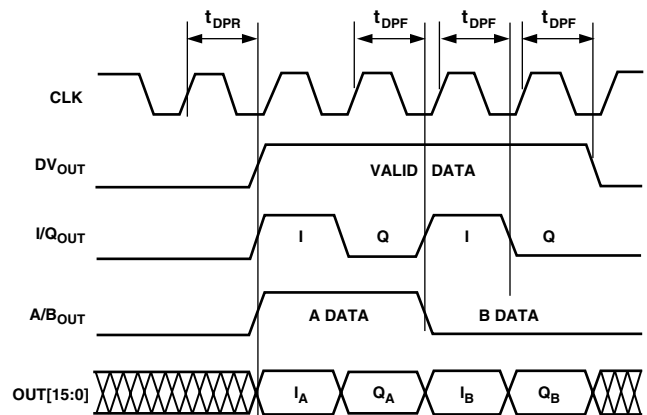 tDPR tDPF tDPF tDPF
CLK
DVOUT VALID DATA
I/QOUT I Q I Q
A/BOUT A DATA B DATA
OUT[15:0] IA QA IB QB